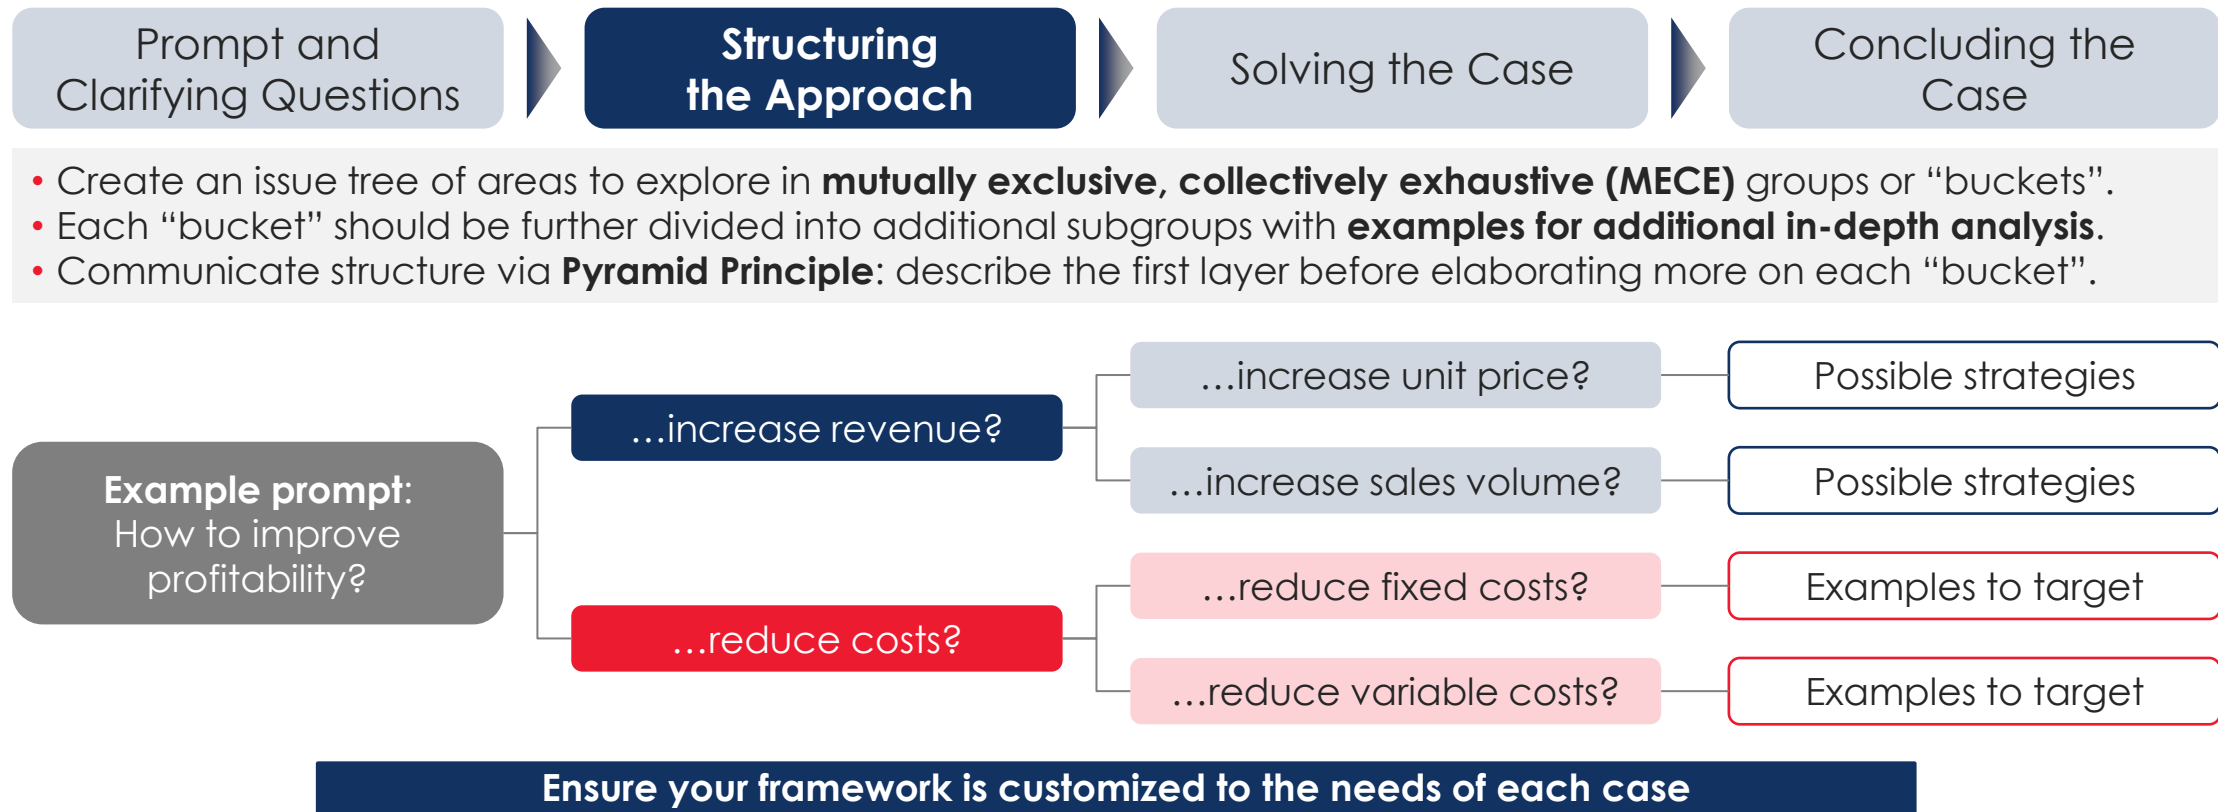 Prompt and
Clarifying Questions
Structuring
the Approach
Solving the Case
Concluding the
Case
• Create an issue tree of areas to explore in mutually exclusive, collectively exhaustive (MECE) groups or “buckets”.
• Each “bucket” should be further divided into additional subgroups with examples for additional in-depth analysis.
• Communicate structure via Pyramid Principle: describe the first layer before elaborating more on each “bucket”.
Example prompt:
How to improve
profitability?
…increase revenue?
…increase unit price?
Possible strategies
…increase sales volume?
Possible strategies
…reduce costs?
…reduce fixed costs?
Examples to target
…reduce variable costs?
Examples to target
Ensure your framework is customized to the needs of each case